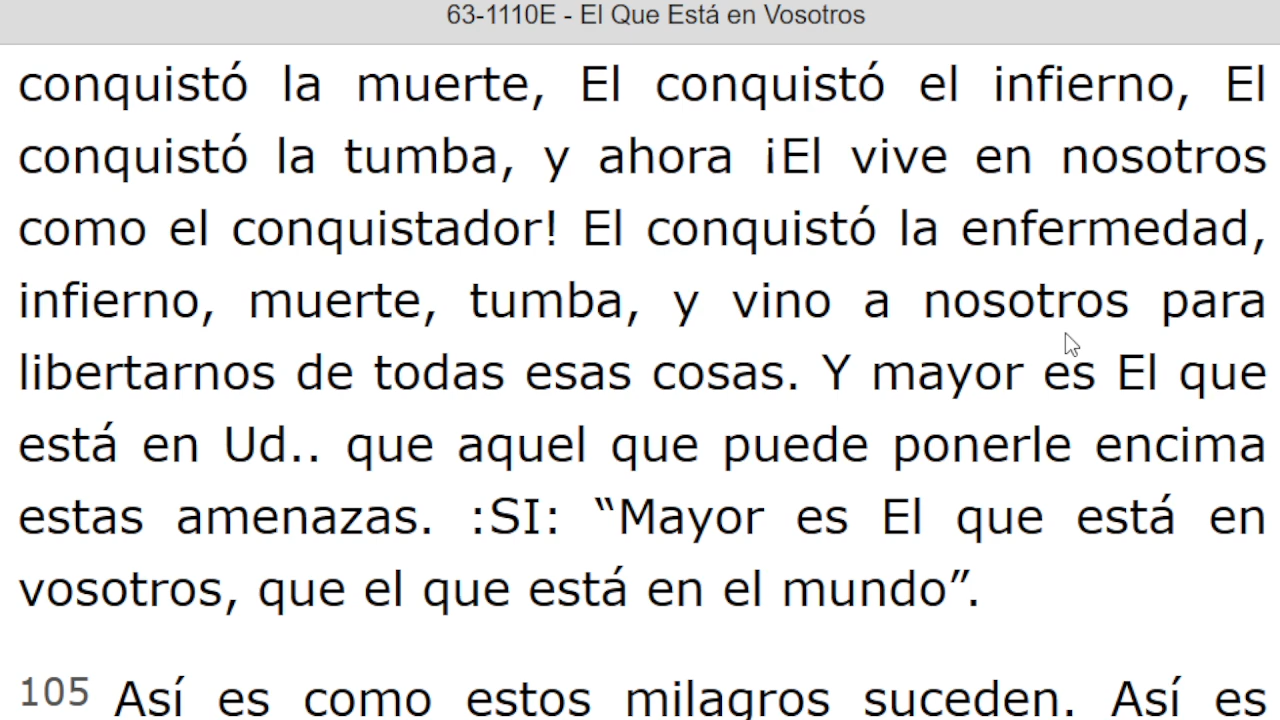 63-1110E - El Que Está en Vosotros
conquistó la muerte, El conquistó el infierno, El
conquistó la tumba, y ahora ¡El vive en nosotros
como el conquistador! El conquistó la enfermedad,
infierno, muerte, tumba, y vino a nosotros para
libertarnos de todas esas cosas. Y mayor es El que
está en Ud.. que aquel que puede ponerle encima
estas amenazas. :SI: “Mayor es El que está en
vosotros, que el que está en el mundo”.
105 Así es como estos milagros suceden. Así es